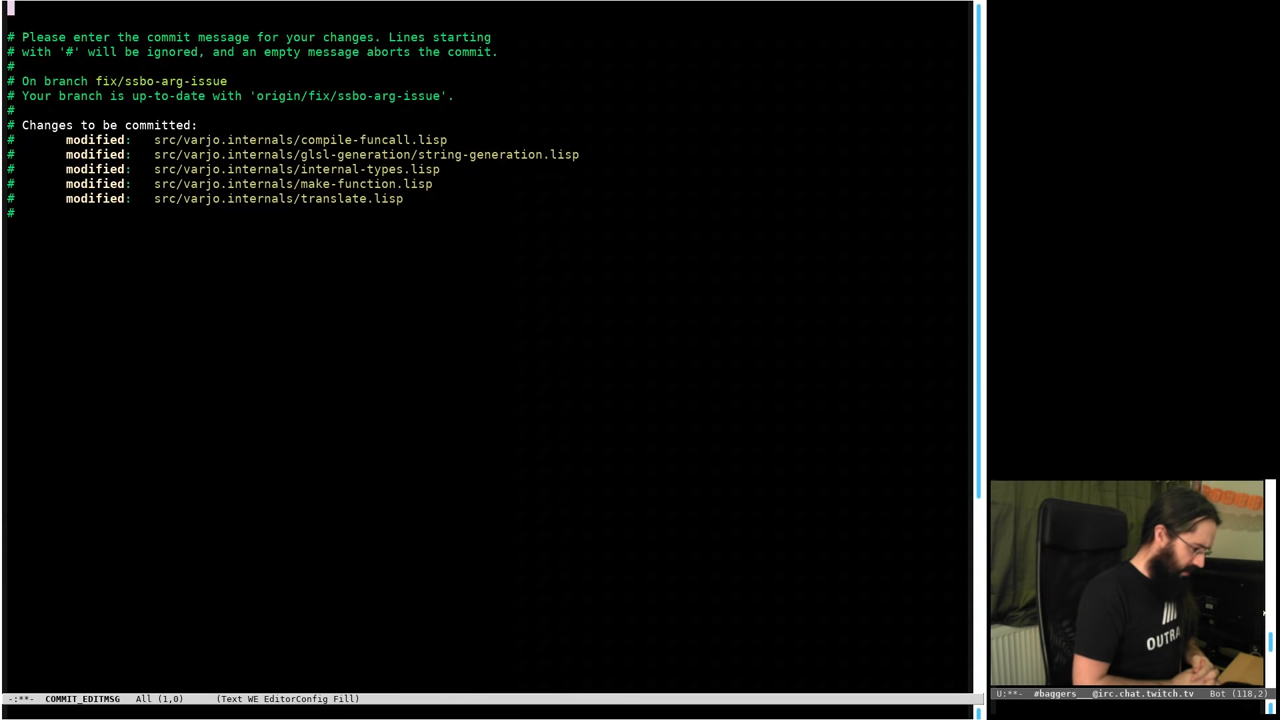 # Please enter the commit message for your changes. Lines starting
# with '#' will be ignored, and an empty message aborts the commit.
#
# On branch fix/ssbo-arg-issue
# Your branch is up-to-date with 'origin/fix/ssbo-arg-issue'.
#
# Changes to be committed:
#       modified:   src/varjo.internals/compile-funcall.lisp
#       modified:   src/varjo.internals/glsl-generation/string-generation.lisp
#       modified:   src/varjo.internals/internal-types.lisp
#       modified:   src/varjo.internals/make-function.lisp
#       modified:   src/varjo.internals/translate.lisp
#
OUTRA
-:**-  COMMIT_EDITMSG   All (1,0)      (Text WE EditorConfig Fill)
U:**-  #baggers___@irc.chat.twitch.tv   Bot (118,2)